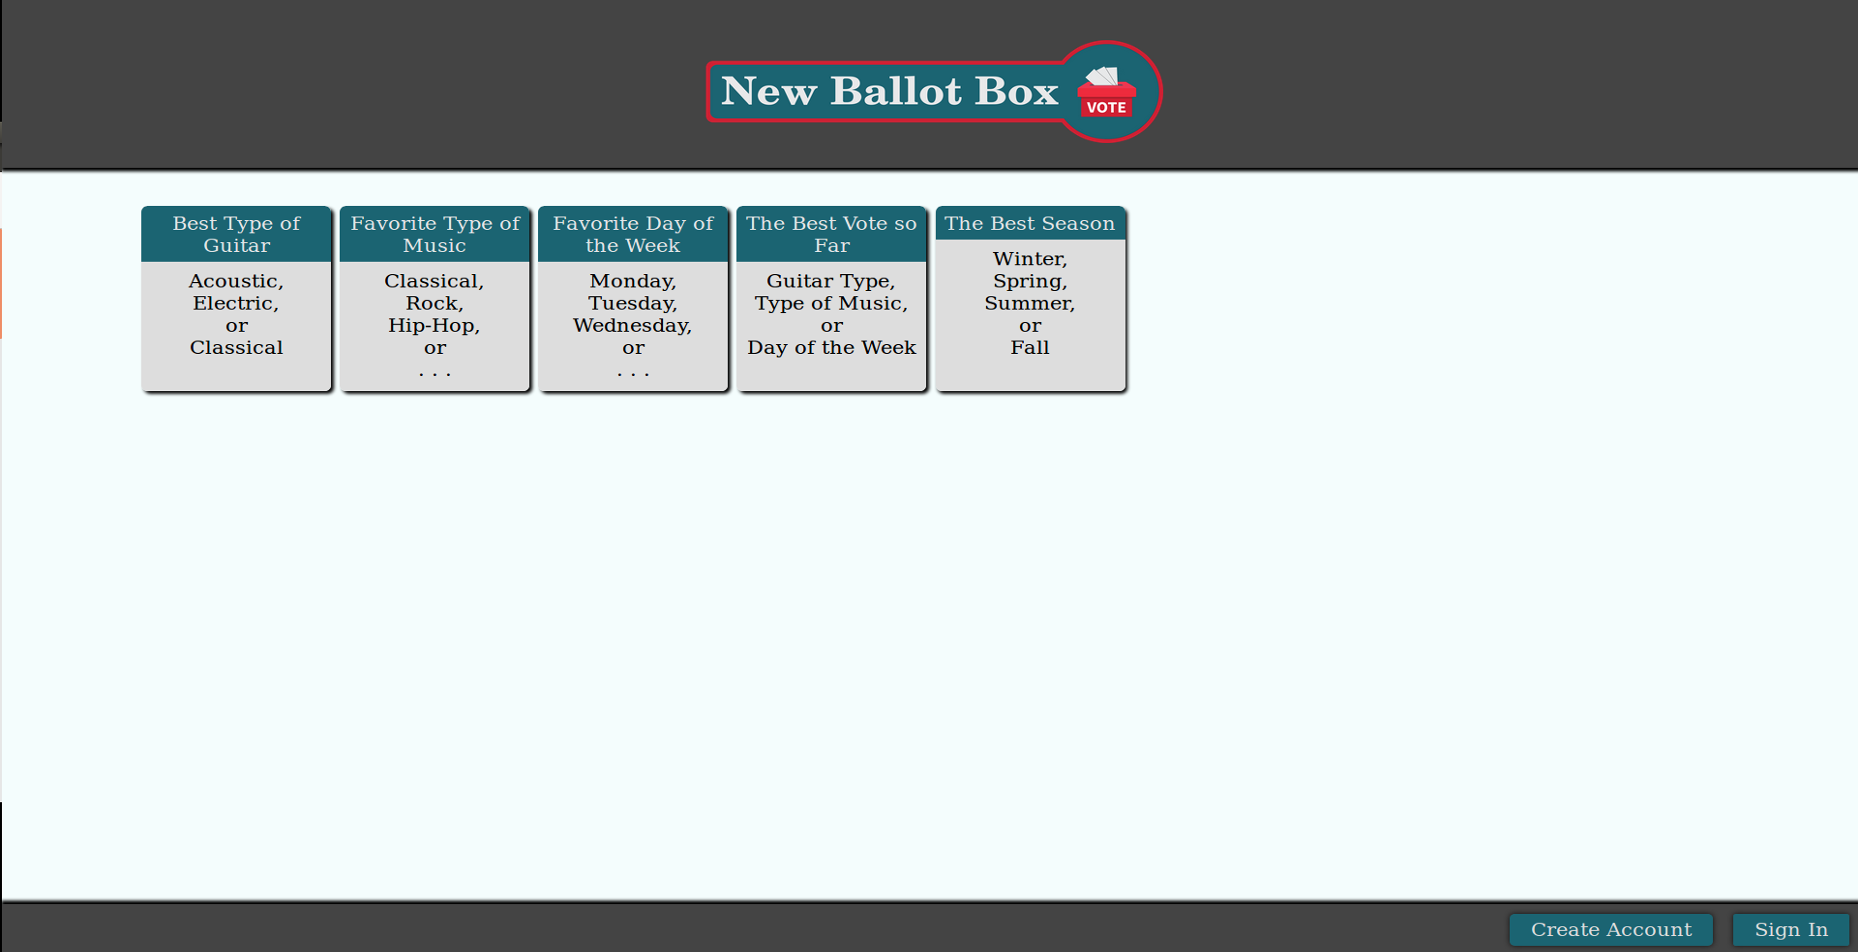 New Ballot Box
VOTE
Best Type of
Guitar
Acoustic,
Electric,
or
Classical
Favorite Type of
Music
Classical,
Rock,
Hip-Hop,
or
. . .
Favorite Day of
the Week
Monday,
Tuesday,
Wednesday,
or
. . .
The Best Vote so
Far
Guitar Type,
Type of Music,
or
Day of the Week
The Best Season
Winter,
Spring,
Summer,
or
Fall
Create Account
Sign In